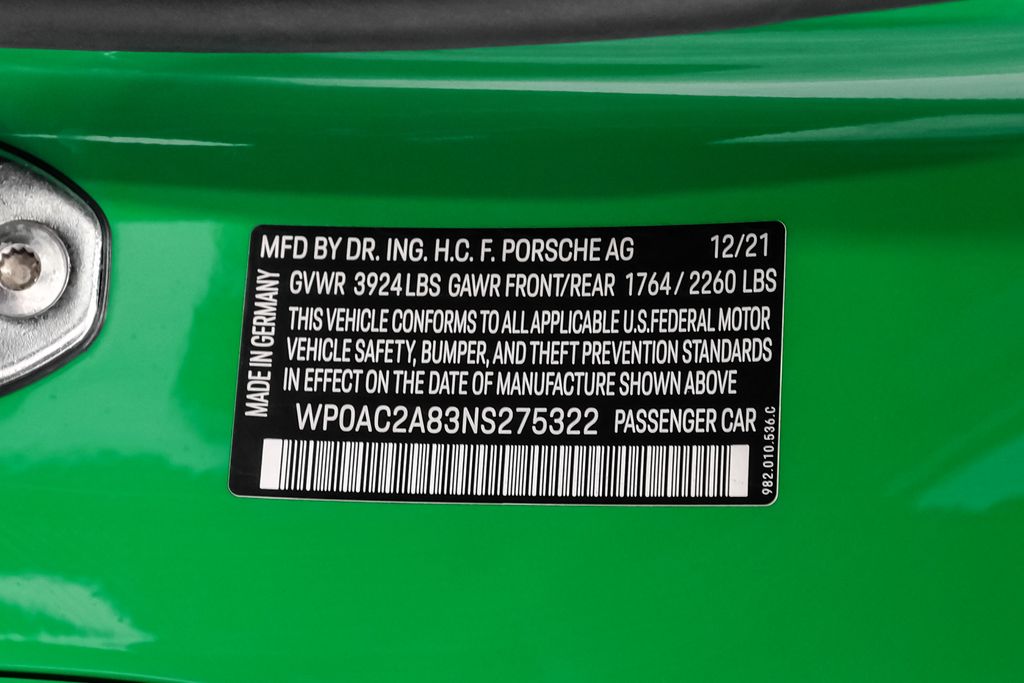 MFD BY DR. ING. H.C. F. PORSCHE AG 12/21
GVWR 3924 LBS GAWR FRONT/REAR 1764 / 2260 LBS
MADE IN GERMANY
THIS VEHICLE CONFORMS TO ALL APPLICABLE U.S.FEDERAL MOTOR
VEHICLE SAFETY, BUMPER, AND THEFT PREVENTION STANDARDS
IN EFFECT ON THE DATE OF MANUFACTURE SHOWN ABOVE
WP0AC2A83NS275322 PASSENGER CAR
982.010.536.C